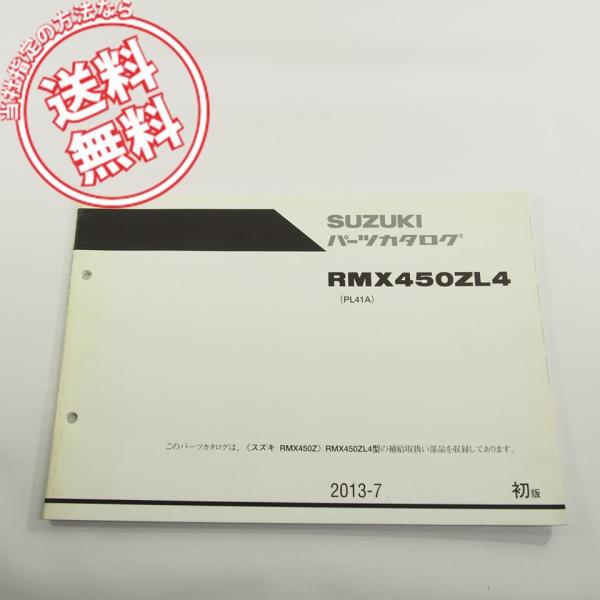 当社指定の方法なら
送料
無料
SUZUKI
パーツカタログ
RMX450ZL4
(PL41A)
このパーツカタログは、〈スズキ RMX450Z〉RMX450ZL4型の補給取扱い部品を収録してあります。
2013-7
初版